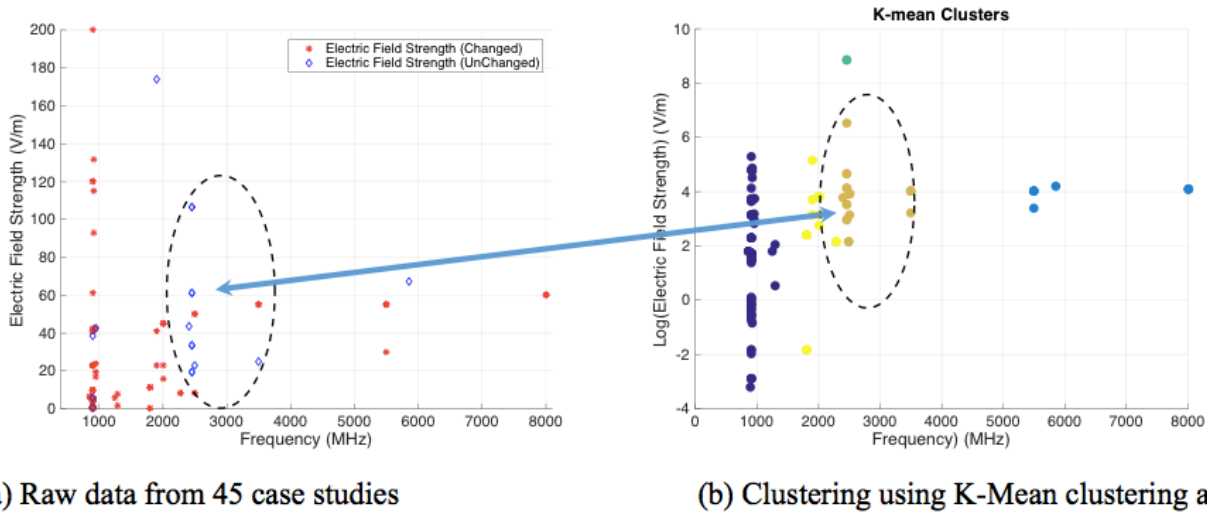 K-mean Clusters
Electric Field Strength (Changed)
Electric Field Strength (UnChanged)
200
180
160
140
120
100
80
60
40
20
0
Electric Field Strength (V/m)
1000 2000 3000 4000 5000 6000 7000 8000
Frequency (MHz)
10
8
6
4
2
0
-2
-4
Log(Electric Field Strength) (V/m)
0 1000 2000 3000 4000 5000 6000 7000 8000
Frequency) (MHz)
) Raw data from 45 case studies
(b) Clustering using K-Mean clustering a